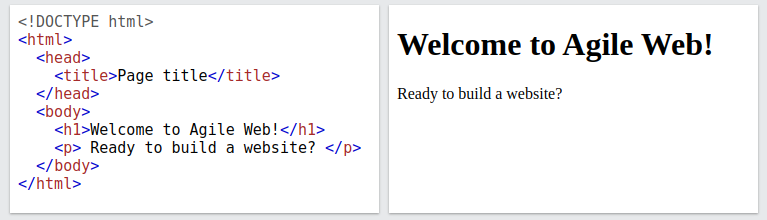 <!DOCTYPE html>
<html>
  <head>
    <title>Page title</title>
  </head>
  <body>
    <h1>Welcome to Agile Web!</h1>
    <p> Ready to build a website? </p>
  </body>
</html>
Welcome to Agile Web!
Ready to build a website?